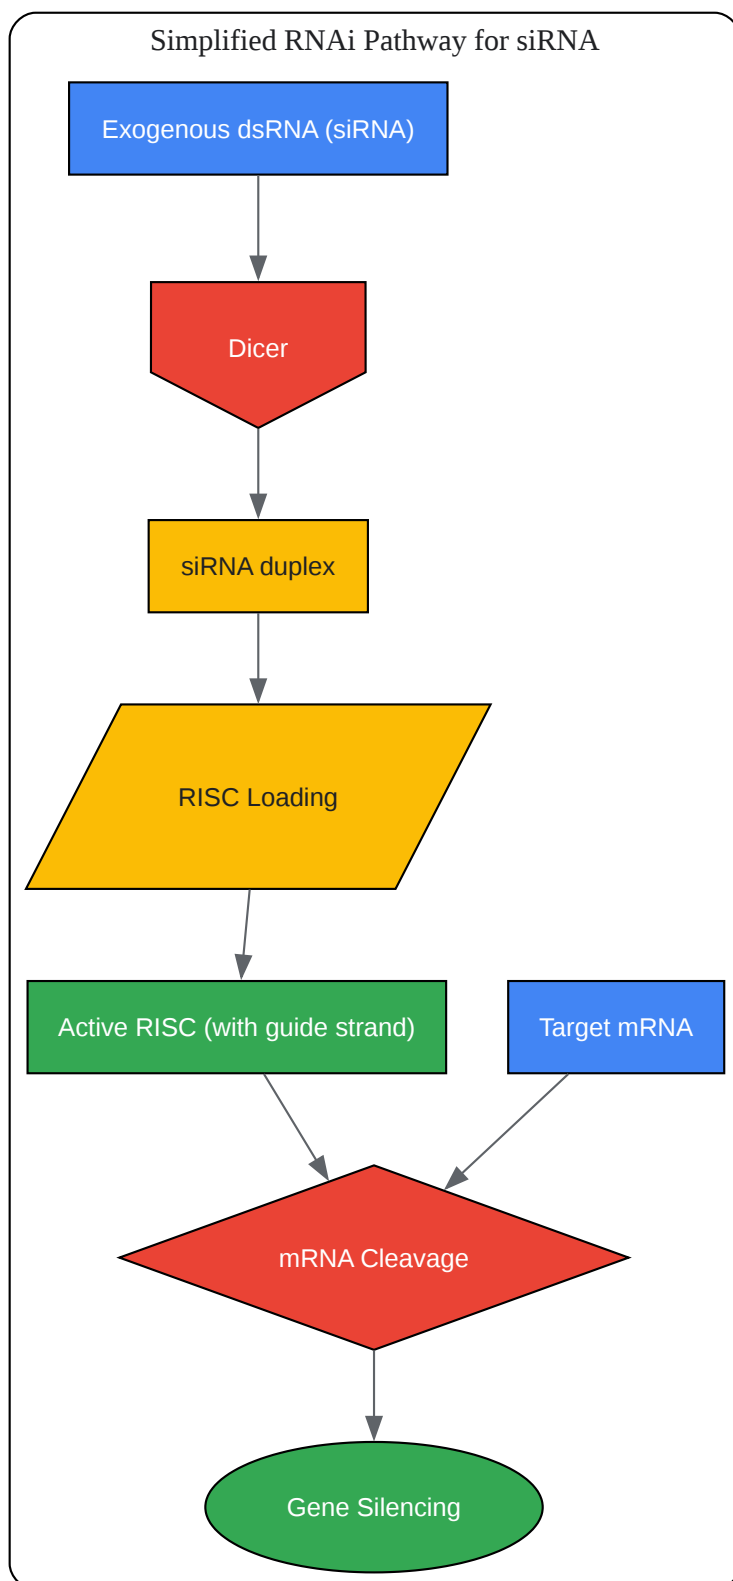 Simplified RNAi Pathway for siRNA
Exogenous dsRNA (siRNA)
Dicer
siRNA duplex
RISC Loading
Active RISC (with guide strand)
Target mRNA
mRNA Cleavage
Gene Silencing